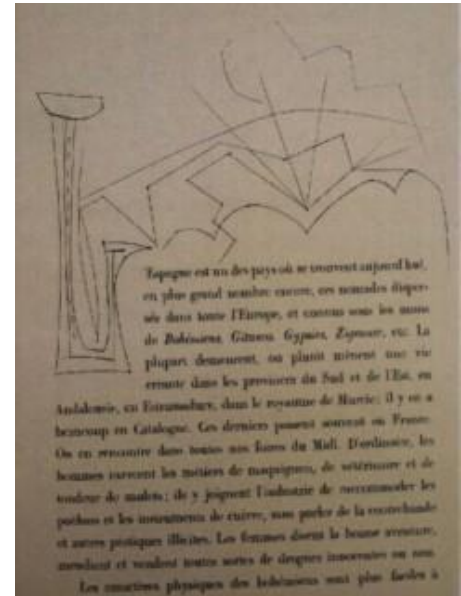 L'Espagne est un des pays où se trouvent aujourd'hui,
en plus grand nombre encore, ces nomades disper-
sés dans toute l'Europe, et connus sous les noms
de Bohémiens, Gitanos, Gypsies, Zigeuner, etc. La
plupart demeurent, ou plutôt mènent une vie
errante dans les provinces du Sud et de l'Est, en
Andalousie, en Estramadure, dans le royaume de Murcie; il y en a
beaucoup en Catalogne. Ces derniers passent souvent en France.
On en rencontre dans toutes nos foires du Midi. D'ordinaire, les
hommes exercent les métiers de maquignon, de vétérinaire et de
tondeur de mulets; ils y joignent l'industrie de raccommoder les
poêlons et les instruments de cuivre, sans parler de la contrebande
et autres pratiques illicites. Les femmes disent la bonne aventure,
mendient et vendent toutes sortes de drogues innocentes ou non.
Les caractères physiques des bohémiens sont plus faciles à